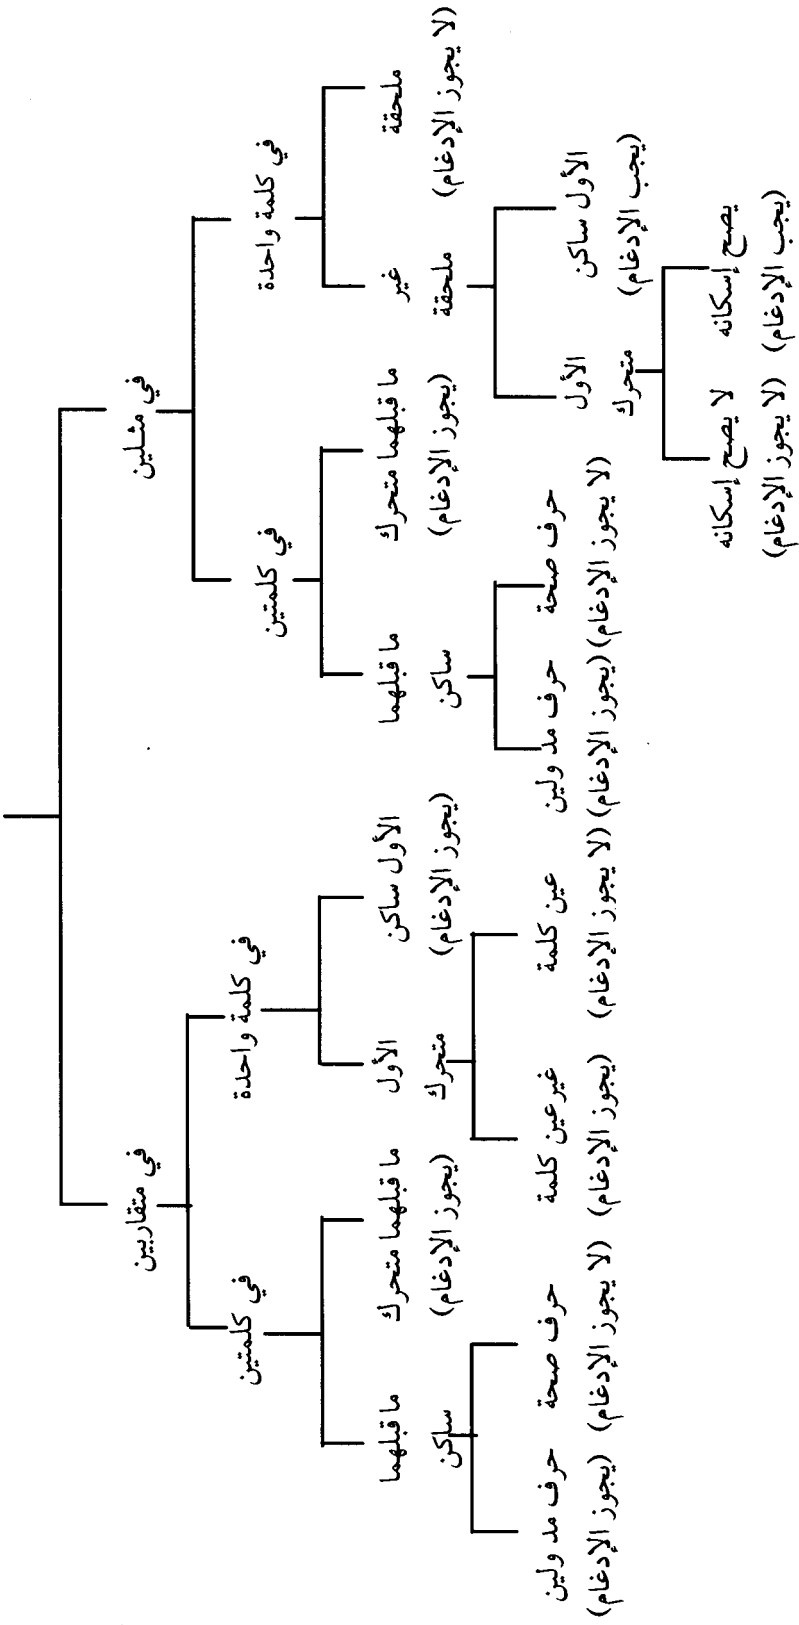 في مثلين
في متقاربين
في كلمة واحدة
في كلمتين
في كلمة واحدة
في كلمتين
ملحقة
(لا يجوز الإدغام)
غير
ملحقة
ما قبلهما متحرك
(يجوز الإدغام)
ما قبلهما
ساكن
الأول ساكن
(يجوز الإدغام)
الأول
متحرك
ما قبلهما متحرك
(يجوز الإدغام)
ما قبلهما
ساكن
الأول ساكن
(يجب الإدغام)
الأول
متحرك
حرف صحة
(لا يجوز الإدغام)
حرف مد ولين
(يجوز الإدغام)
عين كلمة
(لا يجوز الإدغام)
غير عين كلمة
(يجوز الإدغام)
حرف صحة
(لا يجوز الإدغام)
حرف مد ولين
(يجوز الإدغام)
يصح
إسكانه
(يجب الإدغام)
لا يصح
إسكانه
(لا يجوز الإدغام)